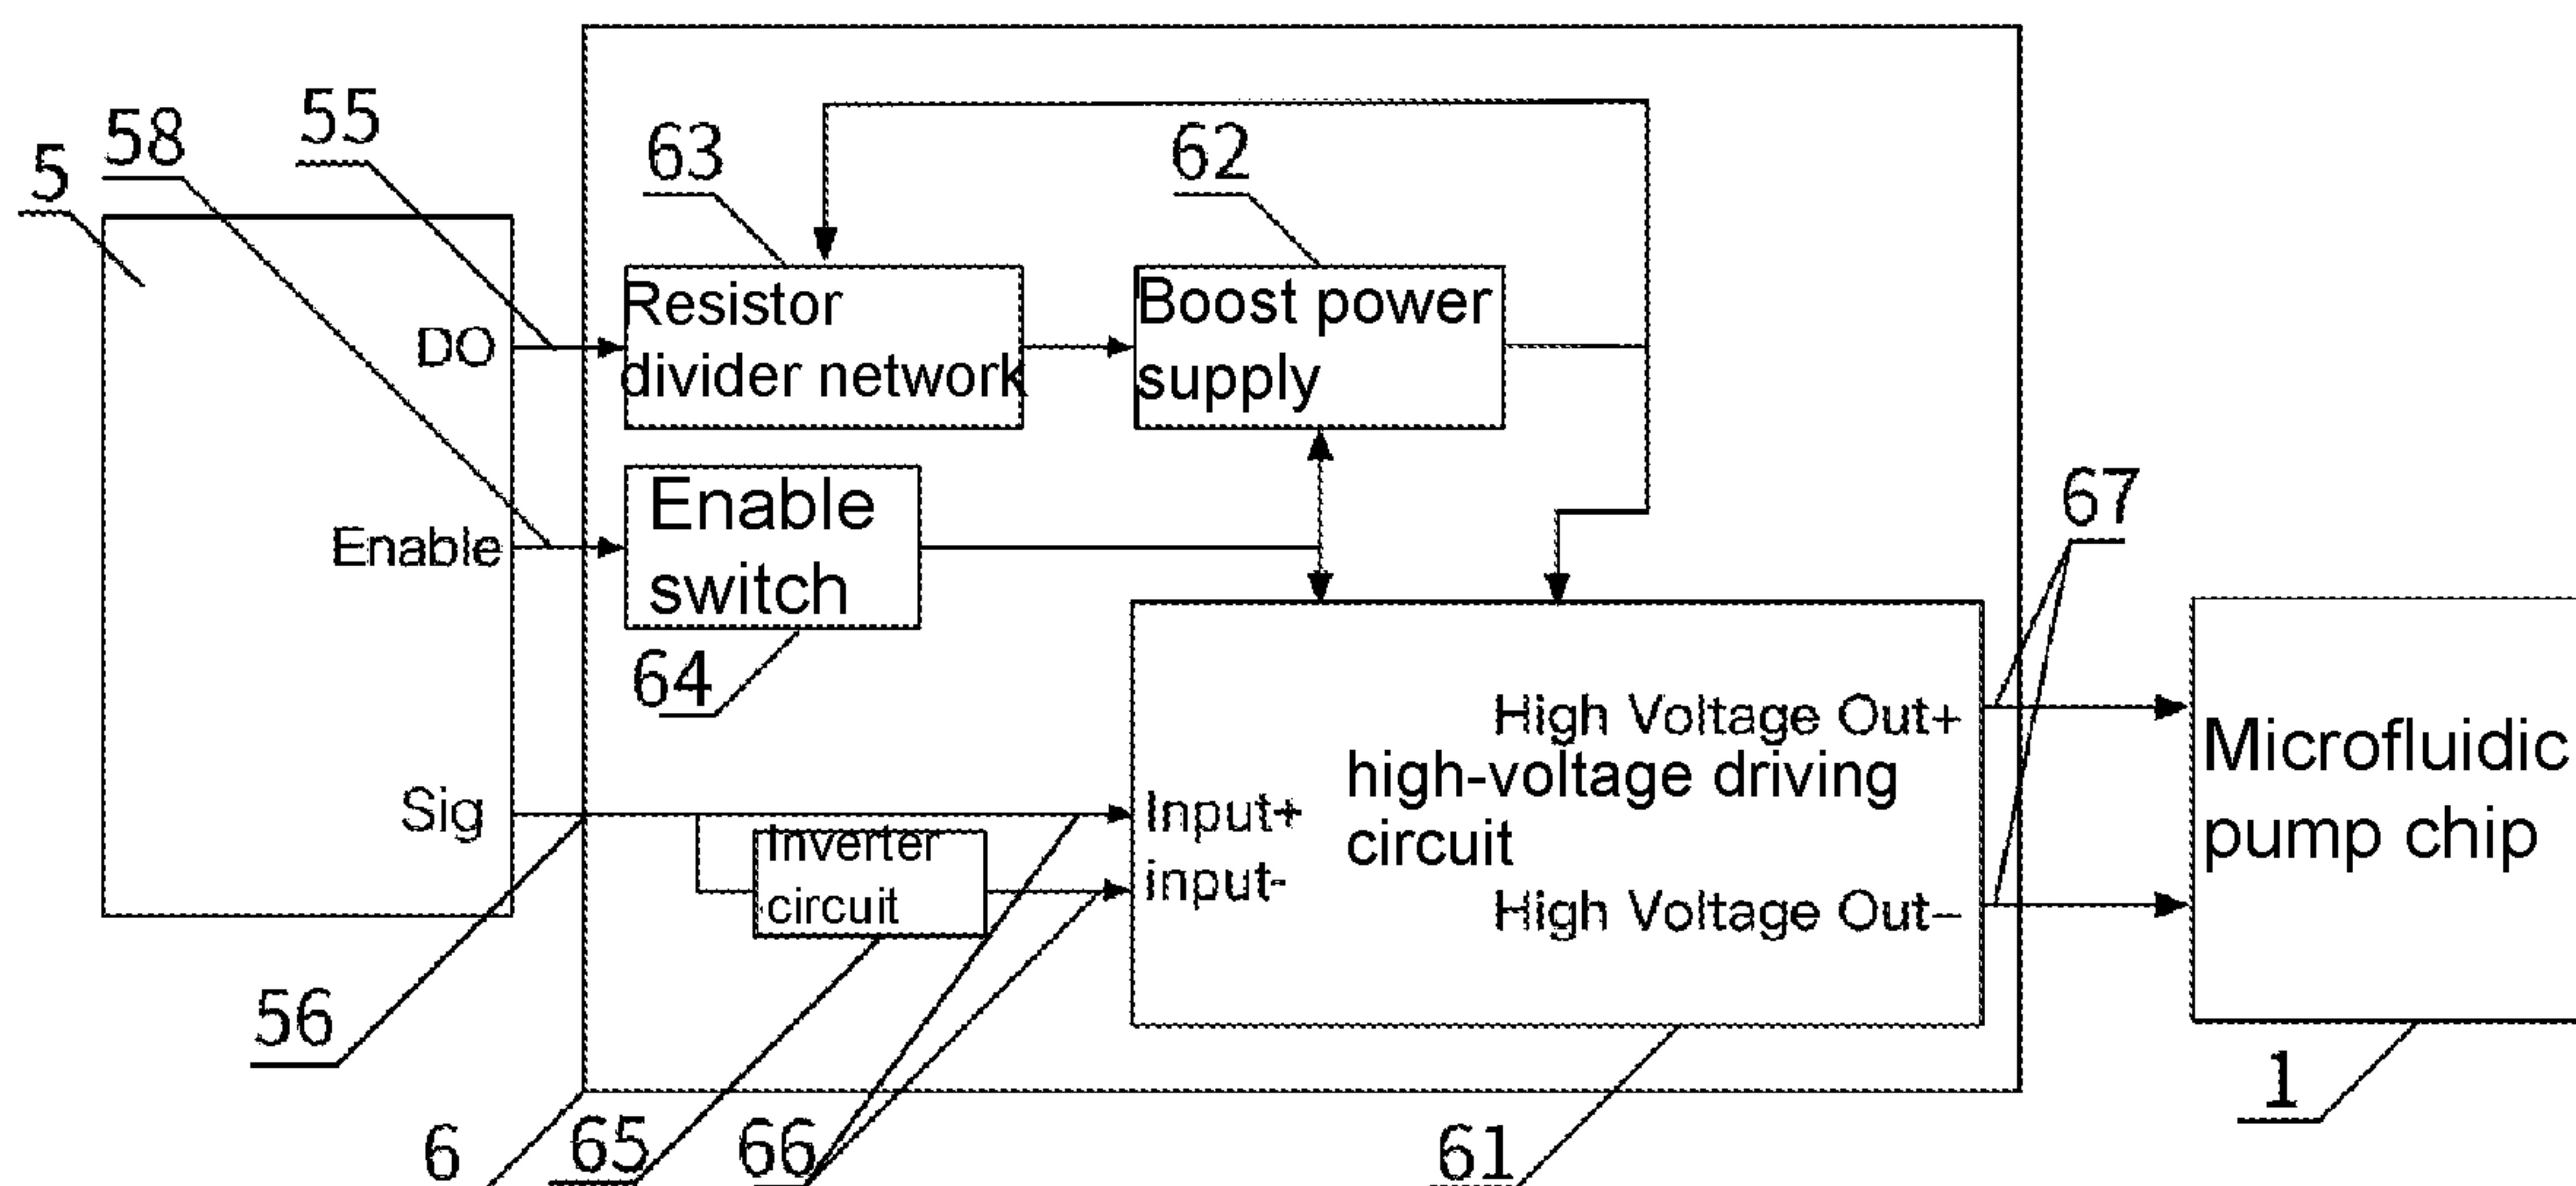 5
58
55
63
62
DO
Resistor
divider network
Boost power
supply
Enable
Enable
switch
64
67
Sig
Inverter
circuit
Input+
input-
High Voltage Out+
high-voltage driving
circuit
High Voltage Out–
Microfluidic
pump chip
56
6
65
66
61
1